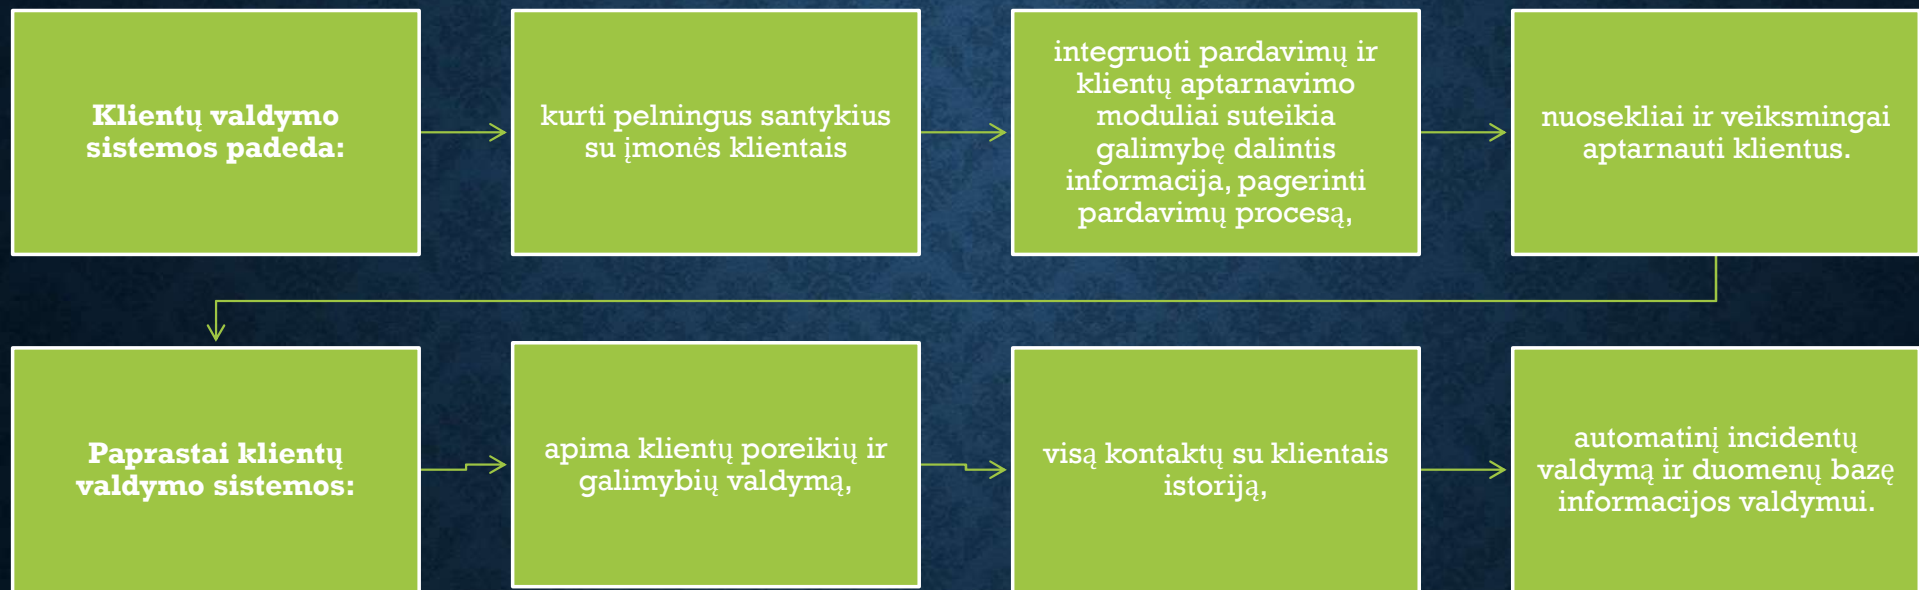 Klientų valdymo
sistemos padeda:
kurti pelningus santykius
su įmonės klientais
integruoti pardavimų ir
klientų aptarnavimo
moduliai suteikia
galimybę dalintis
informacija, pagerinti
pardavimų procesą,
nuosekliai ir veiksmingai
aptarnauti klientus.
Paprastai klientų
valdymo sistemos:
apima klientų poreikių ir
galimybių valdymą,
visą kontaktų su klientais
istoriją,
automatinį incidentų
valdymą ir duomenų bazę
informacijos valdymui.